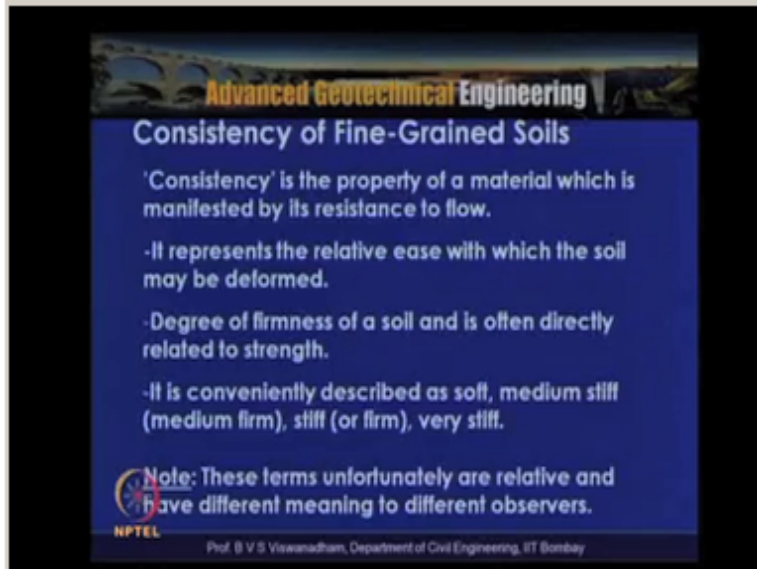 Advanced Geotechnical Engineering
Consistency of Fine-Grained Soils
'Consistency' is the property of a material which is
manifested by its resistance to flow.
-It represents the relative ease with which the soil
may be deformed.
-Degree of firmness of a soil and is often directly
related to strength.
-It is conveniently described as soft, medium stiff
(medium firm), stiff (or firm), very stiff.
Note: These terms unfortunately are relative and
have different meaning to different observers.
NPTEL
Prof. B V S Viswanadham, Department of Civil Engineering, IIT Bombay